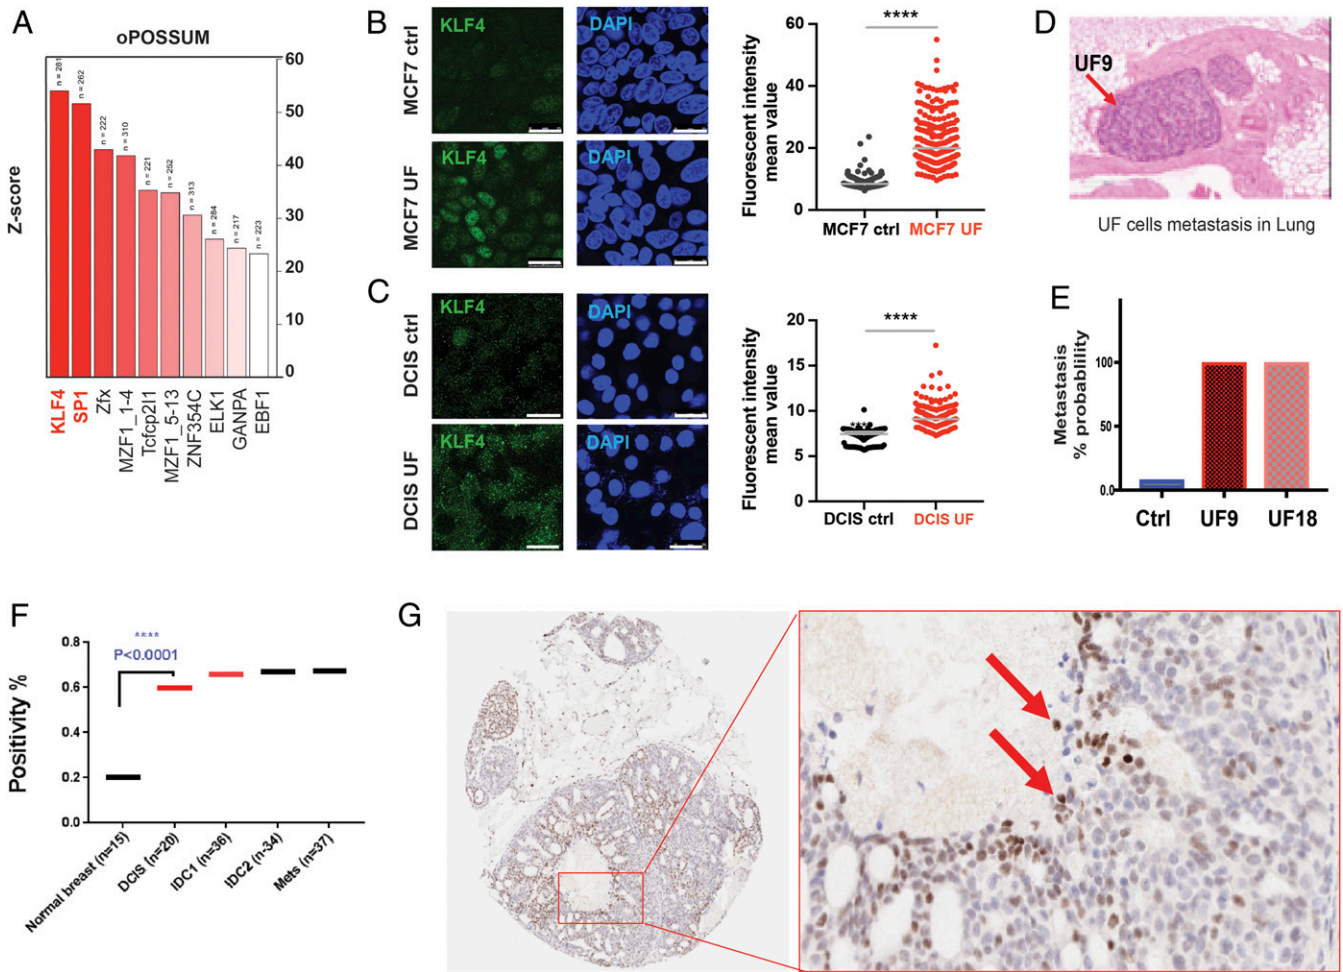 A
oPOSSUM
Z-score
60
50
40
30
20
10
0
n = 281
n = 262
n = 222
n = 310
n = 221
n = 252
n = 313
n = 284
n = 217
n = 223
KLF4
SP1
Zfx
MZF1_1-4
Tcfcp2l1
MZF1_5-13
ZNF354C
ELK1
GANPA
EBF1
B
MCF7 ctrl
KLF4
DAPI
MCF7 UF
KLF4
DAPI
Fluorescent intensity
mean value
60
40
20
0
****
MCF7 ctrl
MCF7 UF
C
DCIS ctrl
KLF4
DAPI
DCIS UF
KLF4
DAPI
Fluorescent intensity
mean value
20
15
10
5
0
****
****
DCIS ctrl
DCIS UF
D
UF9
UF cells metastasis in Lung
E
Metastasis
% probablility
100
50
0.0
Ctrl
UF9
UF18
F
Positivity %
0.8
0.6
0.4
0.2
0.0
****
P<0.0001
Normal breast (n=15)
DCIS (n=20)
IDC1 (n=36)
IDC2 (n-34)
Mets (n=37)
G